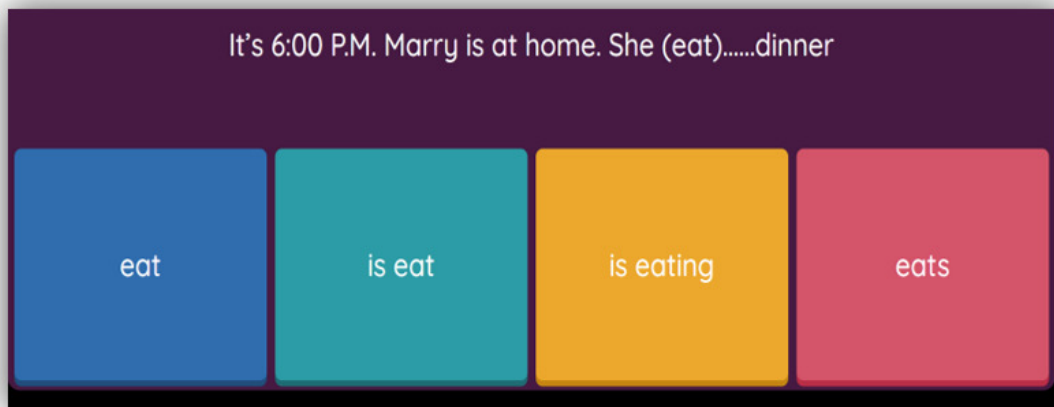 It's 6:00 P.M. Marry is at home. She (eat)......dinner
eat
is eat
is eating
eats